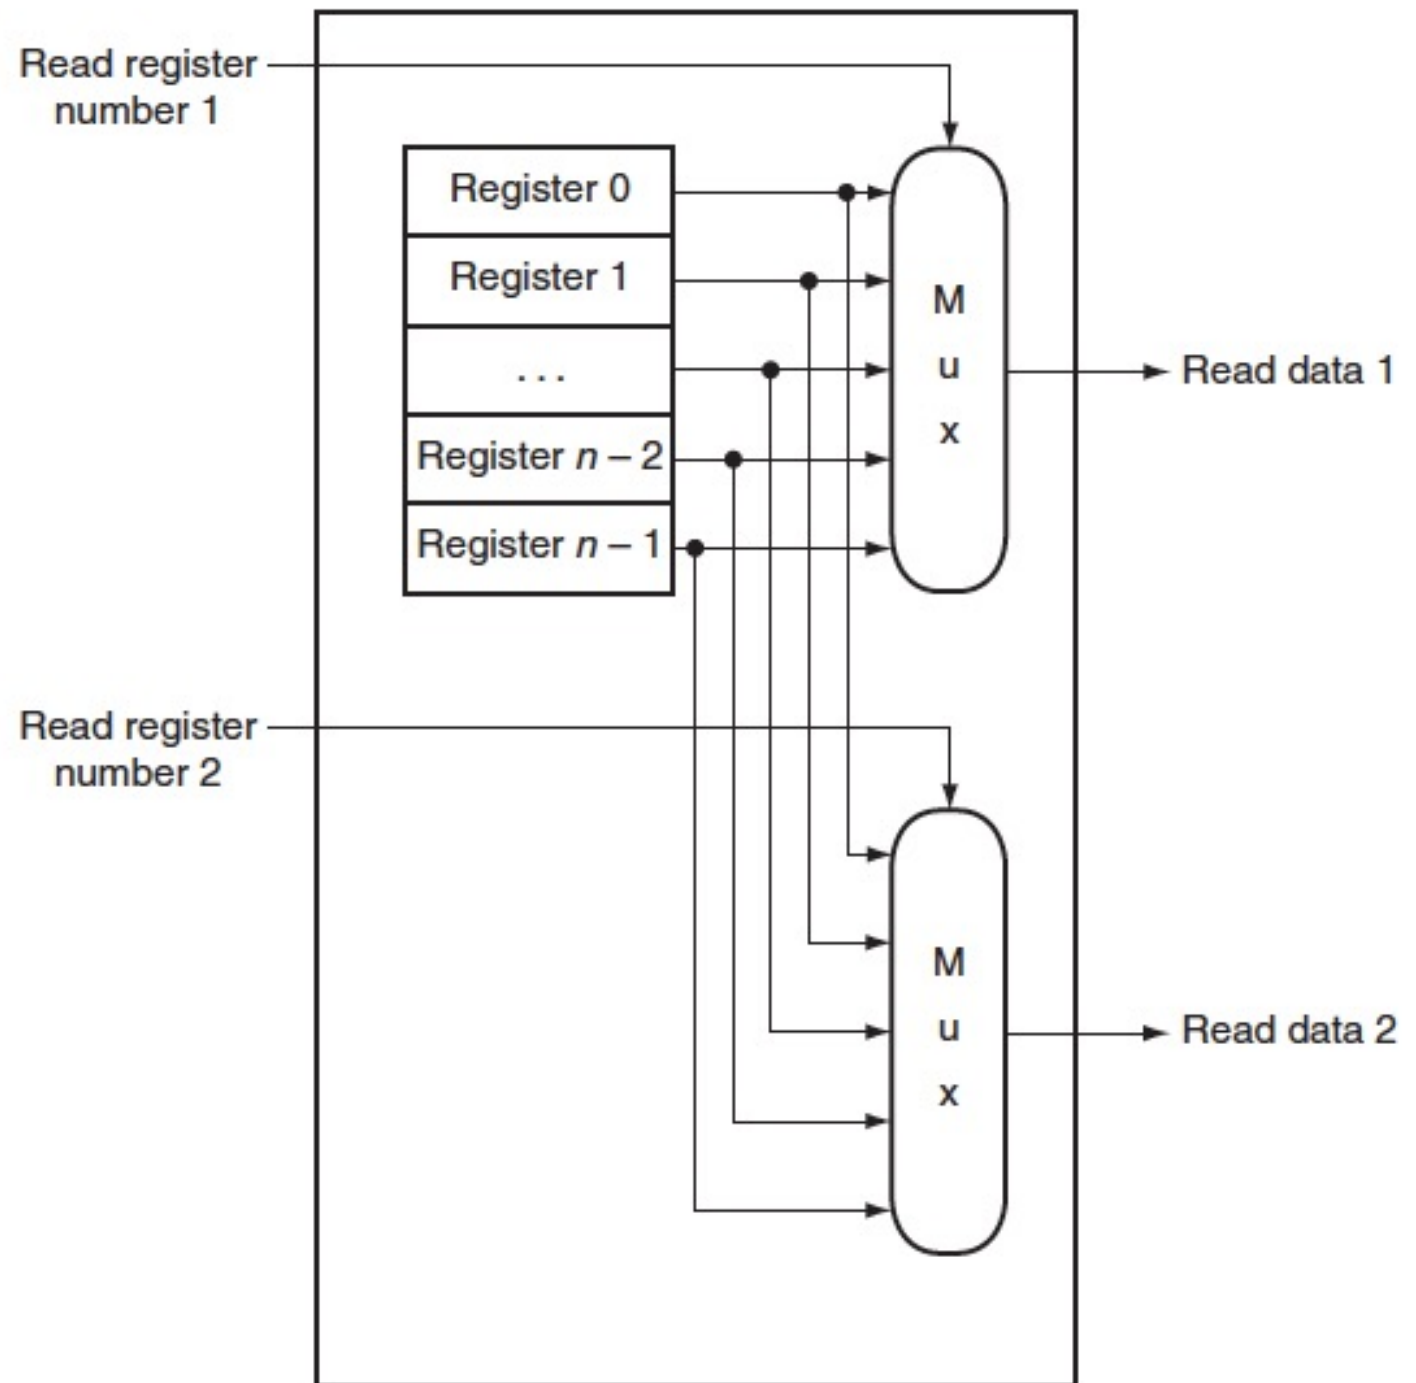 Read register
number 1
Register 0
Register 1
...
Register n – 2
Register n – 1
M
u
x
Read data 1
Read register
number 2
M
u
x
Read data 2